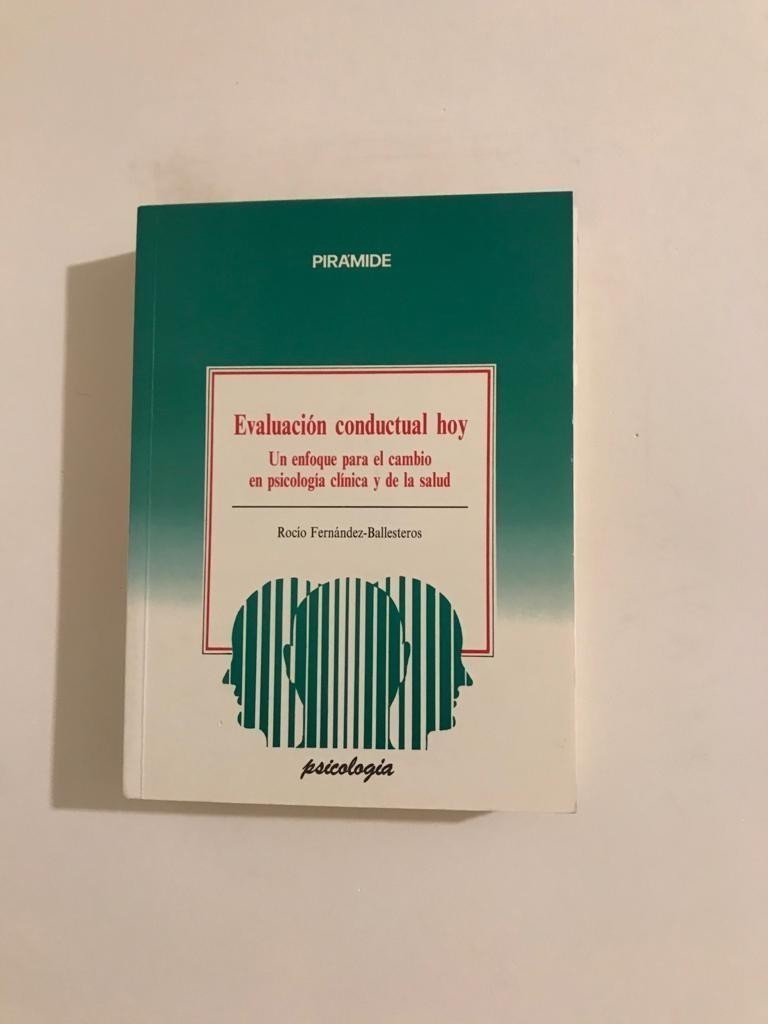 PIRÁMIDE
Evaluación conductual hoy
Un enfoque para el cambio
en psicología clínica y de la salud
Rocío Fernández-Ballesteros
psicología